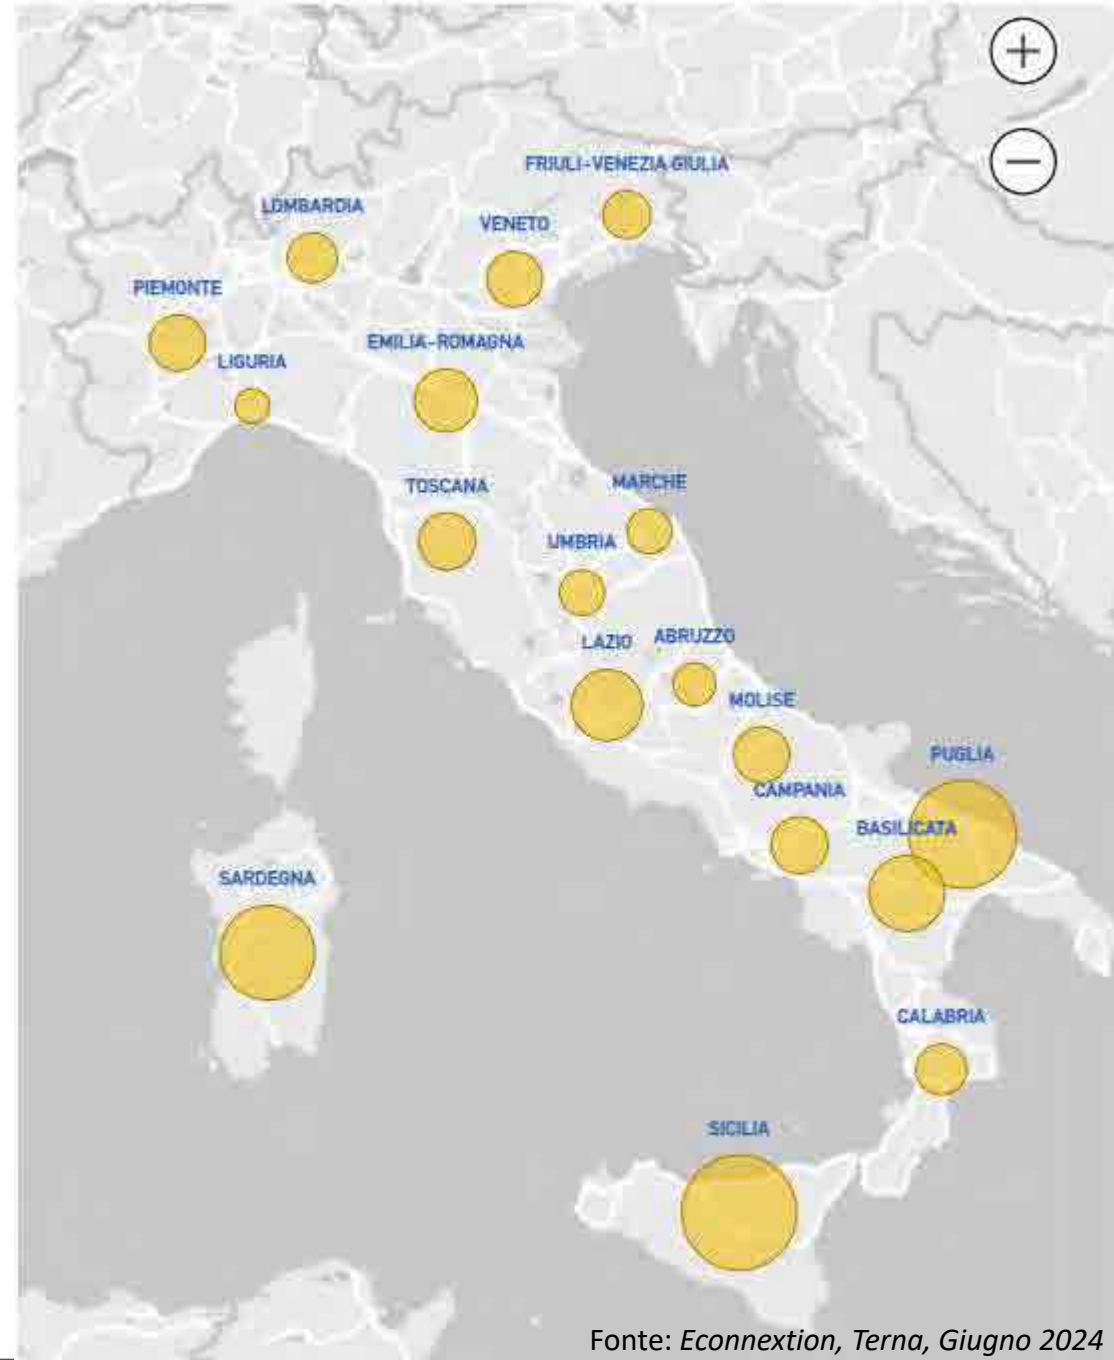 FRIULI-VENEZIA GIULIA
LOMBARDIA
VENETO
PIEMONTE
EMILIA-ROMAGNA
LIGURIA
TOSCANA
MARCHE
UMBRIA
LAZIO
ABRUZZO
MOLISE
PUGLIA
CAMPANIA
BASILICATA
SARDEGNA
CALABRIA
SICILIA
Fonte: Econnextion, Terna, Giugno 2024